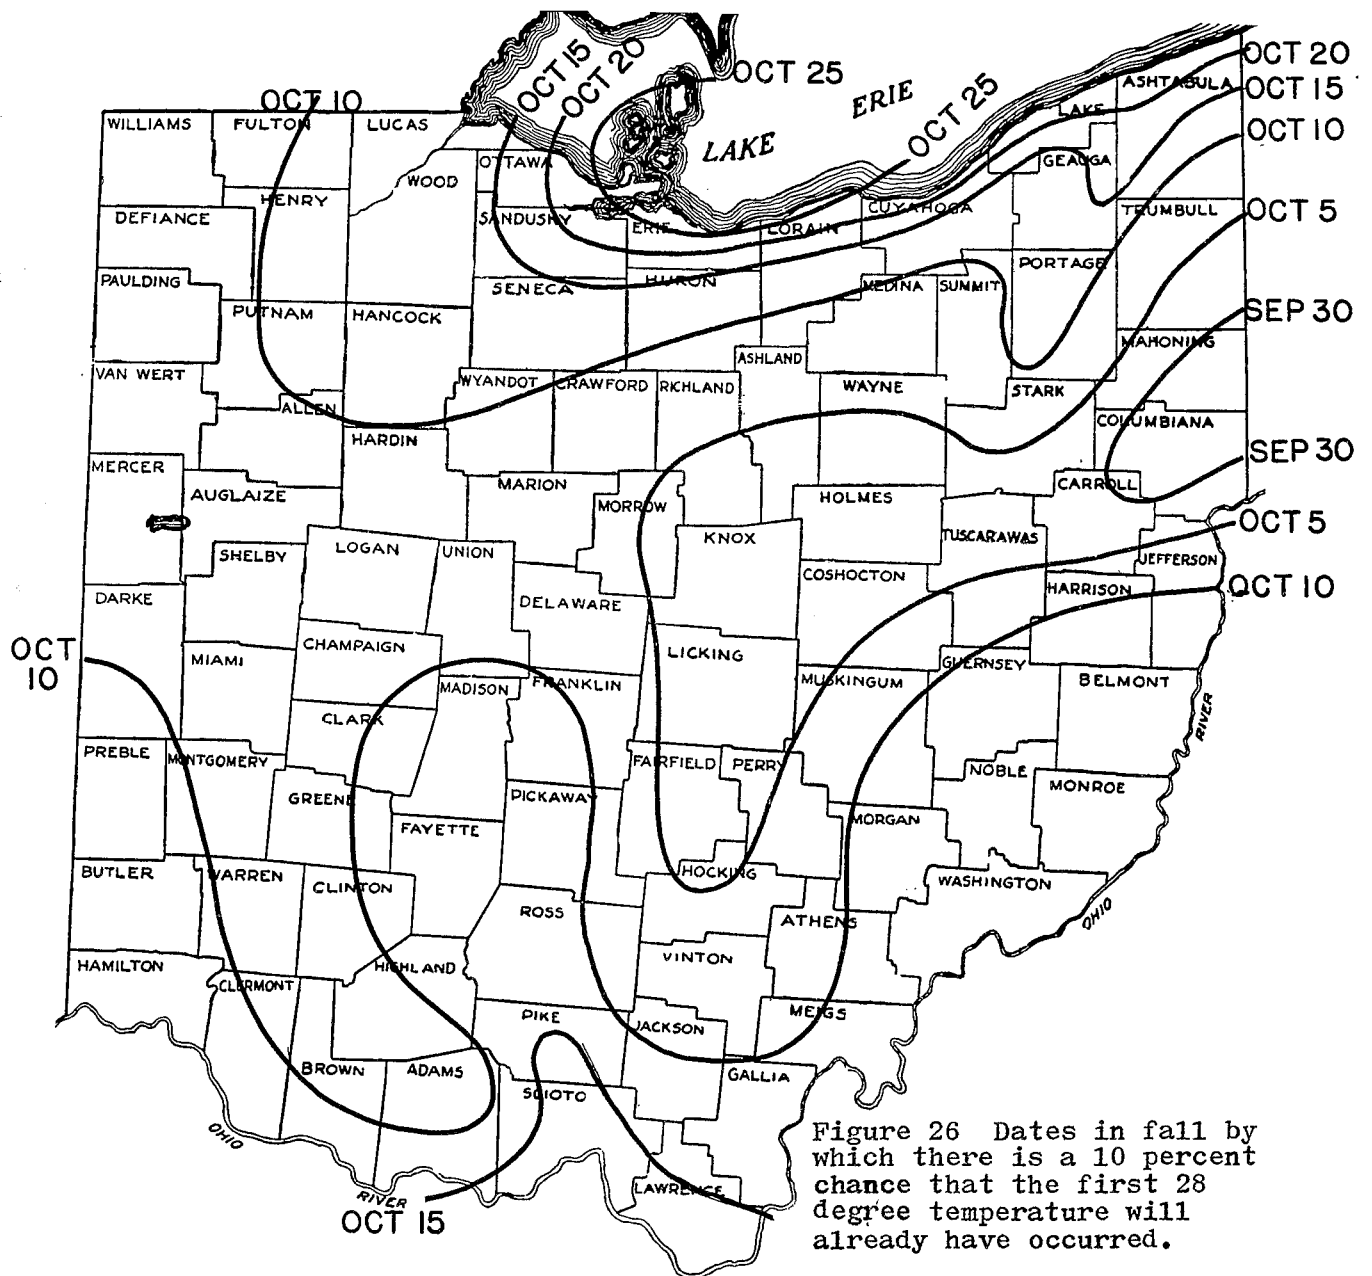 OCT 15
OCT 20
OCT 25
OCT 20
OCT 15
OCT 10
OCT 5
SEP 30
SEP 30
OCT 5
OCT 10
OCT 10
LAKE ERIE
OCT 25
WILLIAMS
FULTON
LUCAS
OTTAWA
WOOD
HENRY
DEFIANCE
SANDUSKY
ERIE
LORAIN
CUYAHOGA
LAKE
ASHTABULA
GEAUGA
TRUMBULL
PAULDING
PUTNAM
HANCOCK
SENECA
HURON
MEDINA
SUMMIT
PORTAGE
MAHONING
VAN WERT
ALLEN
WYANDOT
CRAWFORD
RICHLAND
ASHLAND
WAYNE
STARK
COLUMBIANA
HARDIN
MERCER
AUGLAIZE
MARION
MORROW
HOLMES
CARROLL
SHELBY
LOGAN
UNION
KNOX
TUSCARAWAS
JEFFERSON
DARKE
DELAWARE
COSHOCTON
HARRISON
OCT
10
MIAMI
CHAMPAIGN
LICKING
GUERNSEY
BELMONT
MADISON
FRANKLIN
MUSKINGUM
CLARK
PREBLE
MONTGOMERY
FAIRFIELD
PERRY
NOBLE
MONROE
GREENE
PICKAWAY
FAYETTE
MORGAN
BUTLER
WARREN
CLINTON
HOCKING
WASHINGTON
ROSS
ATHENS
HAMILTON
HIGHLAND
VINTON
CLERMONT
PIKE
JACKSON
MEIGS
BROWN
ADAMS
GALLIA
SCIOTO
LAWRENCE
OHIO
RIVER
OHIO
RIVER
OCT 15
Figure 26 Dates in fall by
which there is a 10 percent
chance that the first 28
degree temperature will
already have occurred.